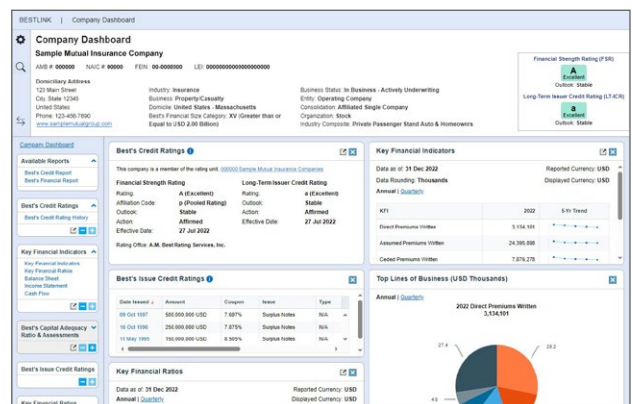 BESTLINK | Company Dashboard
Company Dashboard
Sample Mutual Insurance Company
AMB #: 000000 NAIC #: 00000 FEIN: 00-0000000 LEI: 00000000000000000000
Domiciliary Address
123 Main Street
City, State 12345
United States
Phone: 123-456-7890
www.samplemutualgroup.com
Industry: Insurance
Business: Property/Casualty
Domicile: United States - Massachusetts
Best's Financial Size Category: XV (Greater than or
Equal to USD 2.00 Billion)
Business Status: In Business - Actively Underwriting
Entity: Operating Company
Consolidation: Affiliated Single Company
Organization: Stock
Industry Composite: Private Passenger Stand Auto & Homeowners
Financial Strength Rating (FSR)
A
Excellent
Outlook: Stable
Long-Term Issuer Credit Rating (LT-ICR)
a
Excellent
Outlook: Stable
Company Dashboard
Available Reports
Best's Credit Report
Best's Financial Report
Best's Credit Ratings
Best's Credit Rating History
Key Financial Indicators
Key Financial Indicators
Key Financial Ratios
Balance Sheet
Income Statement
Cash Flow
Best's Capital Adequacy
Ratio & Assessments
Best's Issue Credit Ratings
Key Financial Ratios
Best's Credit Ratings
This company is a member of the rating unit: 000000 Sample Mutual Insurance Companies
Financial Strength Rating
Rating: A (Excellent)
Affiliation Code: p (Pooled Rating)
Outlook: Stable
Action: Affirmed
Effective Date: 27 Jul 2022
Long-Term Issuer Credit Rating
Rating: a (Excellent)
Outlook: Stable
Action: Affirmed
Effective Date: 27 Jul 2022
Rating Office: A.M. Best Rating Services, Inc.
Key Financial Indicators
Data as of: 31 Dec 2022 Reported Currency: USD
Data Rounding: Thousands Displayed Currency: USD
Annual | Quarterly
KFI 2022 5-Yr Trend
Direct Premiums Written 3,134,101
Assumed Premiums Written
Ceded Premiums Written 7,876,278
Best's Issue Credit Ratings
Date Issued Amount Coupon Issue Type
09 Oct 1997 500,000,000 USD 7.697% Surplus Notes N/A
16 Oct 1996 250,000,000 USD 7.875% Surplus Notes N/A
11 May 1995 150,000,000 USD 8.505% Surplus Notes N/A
Top Lines of Business (USD Thousands)
Annual | Quarterly
2022 Direct Premiums Written
3,134,101
27.4
Key Financial Ratios
Data as of: 31 Dec 2022 Reported Currency: USD
Annual | Quarterly Displayed Currency: USD